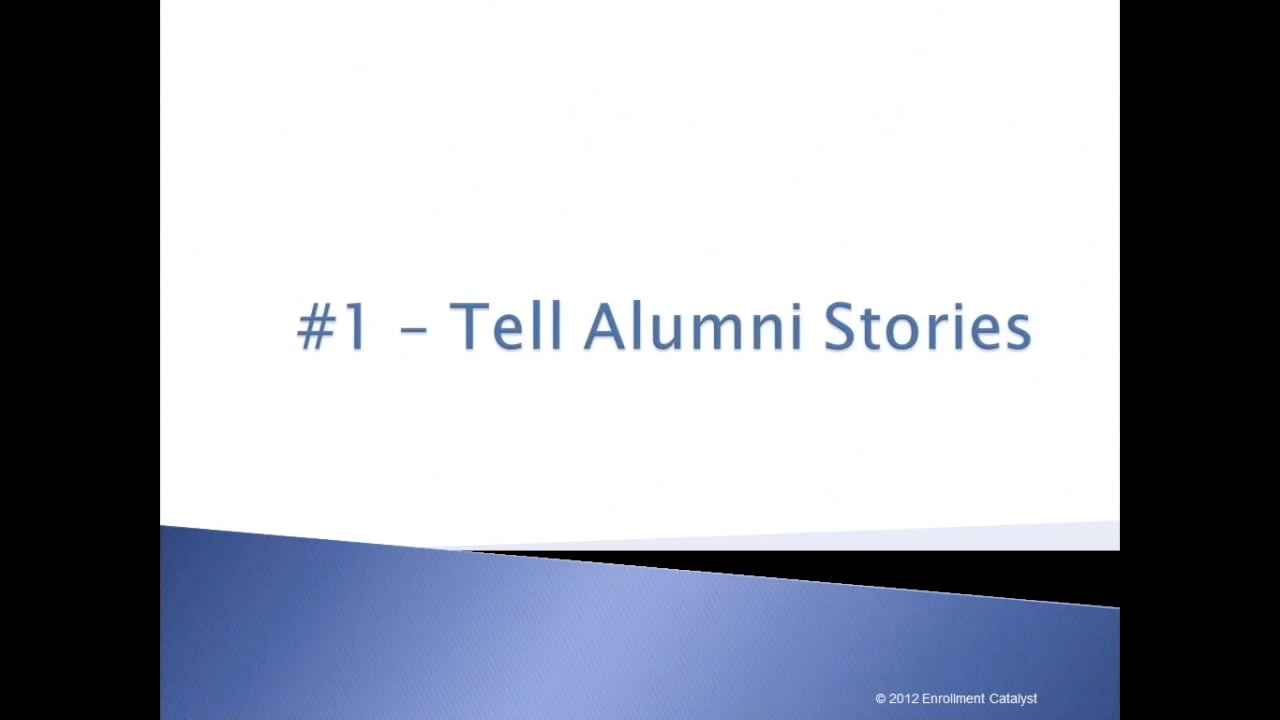 #1 – Tell Alumni Stories
© 2012 Enrollment Catalyst